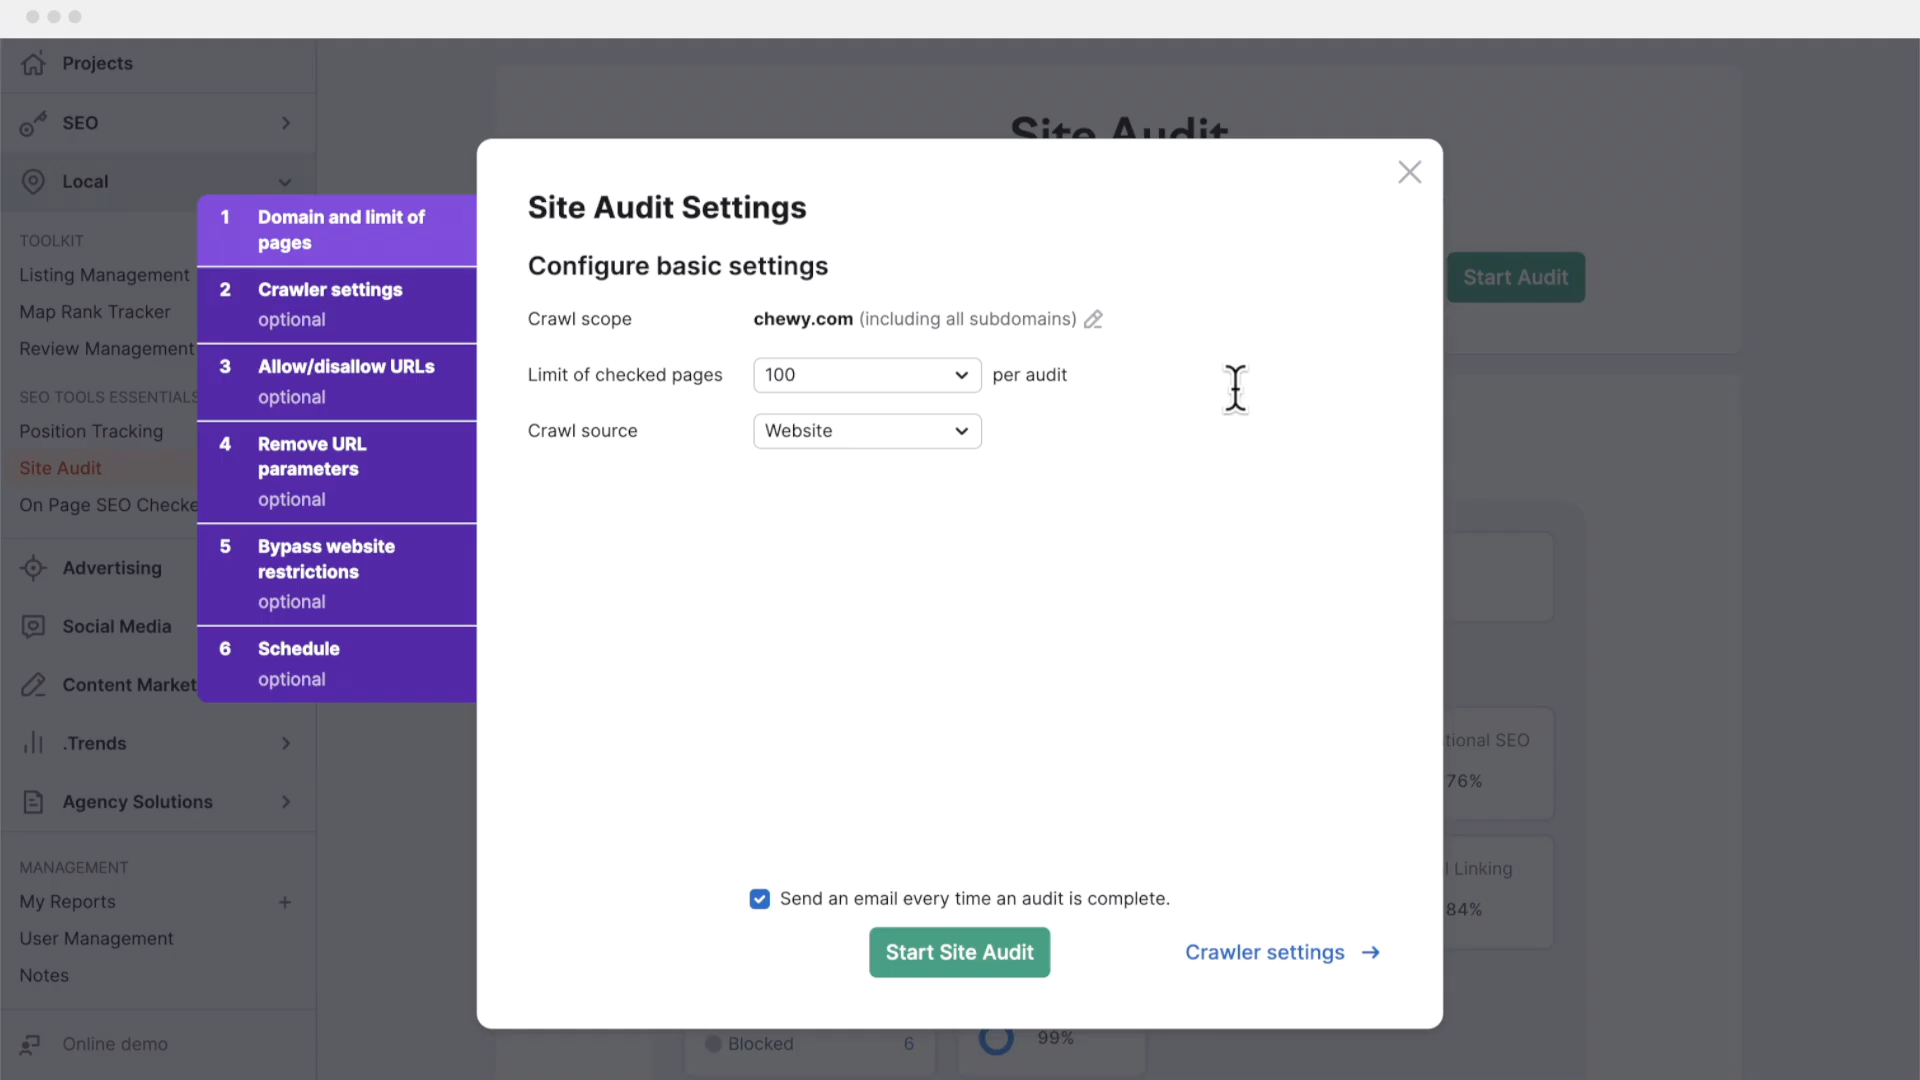 Projects
SEO
Local
TOOLKIT
Listing Management
Map Rank Tracker
Review Management
SEO TOOLS ESSENTIALS
Position Tracking
Site Audit
On Page SEO Checke
Advertising
Social Media
Content Market
.Trends
Agency Solutions
MANAGEMENT
My Reports
User Management
Notes
Online demo
1 Domain and limit of
pages
2 Crawler settings
optional
3 Allow/disallow URLs
optional
4 Remove URL
parameters
optional
5 Bypass website
restrictions
optional
6 Schedule
optional
Site Audit
Site Audit Settings
Configure basic settings
Crawl scope chewy.com (including all subdomains)
Limit of checked pages 100 per audit
Crawl source Website
Send an email every time an audit is complete.
Start Site Audit
Crawler settings
Start Audit
tional SEO
76%
l Linking
84%
Blocked 6
99%